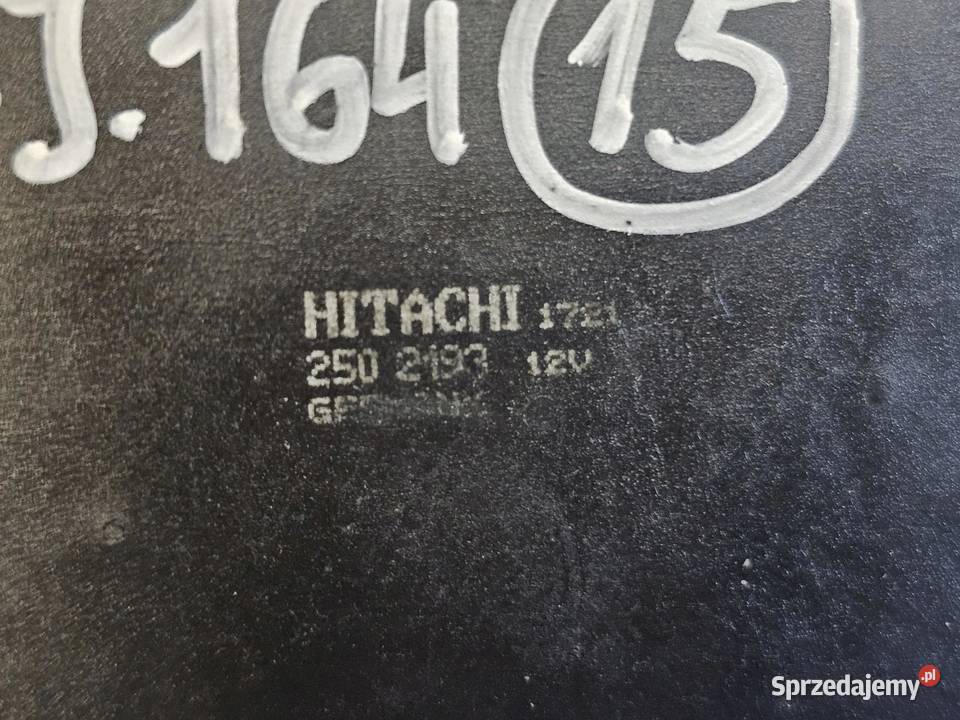 J.164 15
HITACHI 1721
250 2193 12V
Sprzedajemy.pl